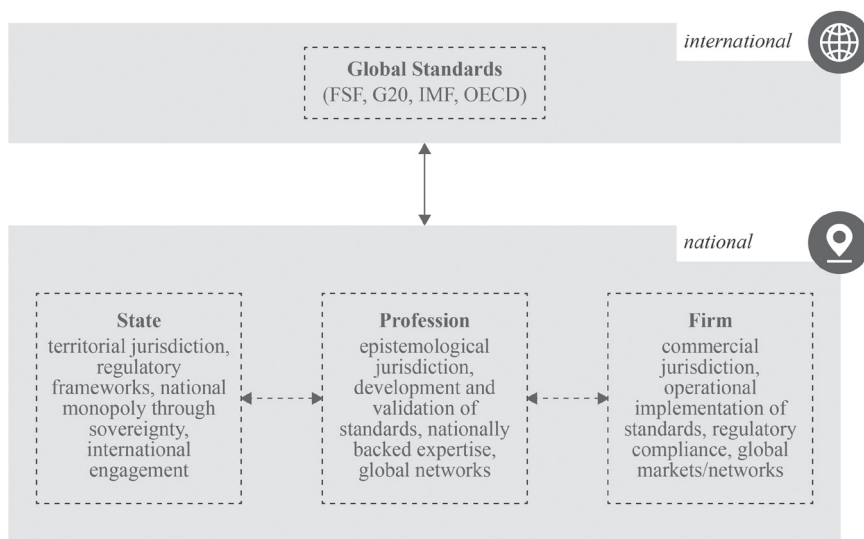 international
Global Standards
(FSF, G20, IMF, OECD)
national
State
territorial jurisdiction,
regulatory
frameworks, national
monopoly through
sovereignty,
international
engagement
Profession
epistemological
jurisdiction,
development and
validation of
standards, nationally
backed expertise,
global networks
Firm
commercial
jurisdiction,
operational
implementation of
standards, regulatory
compliance, global
markets/networks